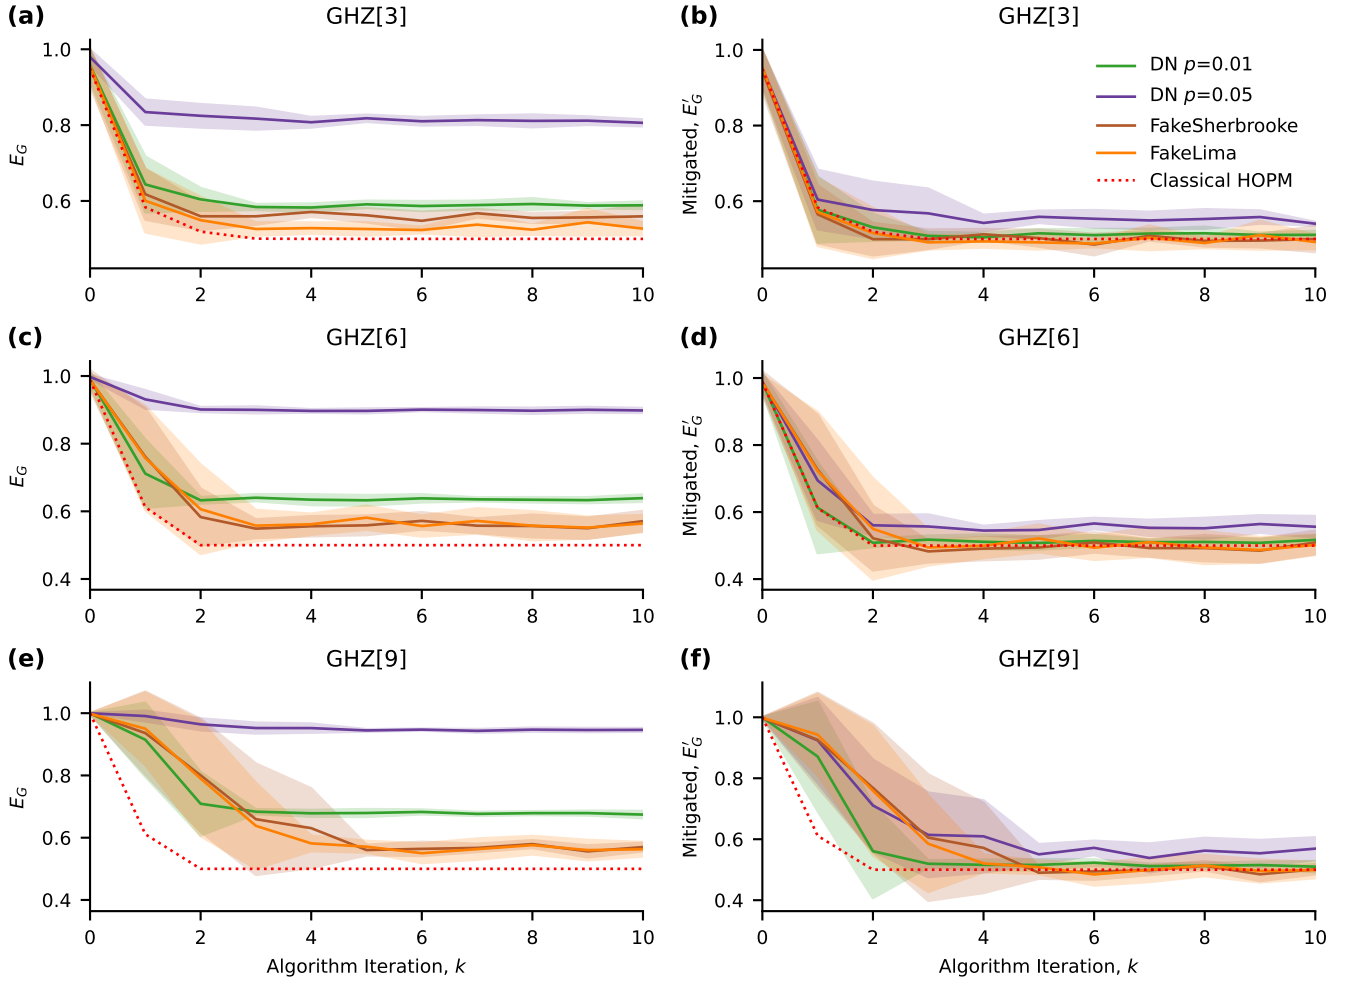 (a) GHZ[3]
1.0
0.8
0.6
E_G
0 2 4 6 8 10
(b) GHZ[3]
1.0
0.8
0.6
Mitigated, E'_G
0 2 4 6 8 10
DN p=0.01
DN p=0.05
FakeSherbrooke
FakeLima
Classical HOPM
(c) GHZ[6]
1.0
0.8
0.6
0.4
E_G
0 2 4 6 8 10
(d) GHZ[6]
1.0
0.8
0.6
0.4
Mitigated, E'_G
0 2 4 6 8 10
(e) GHZ[9]
1.0
0.8
0.6
0.4
E_G
0 2 4 6 8 10
Algorithm Iteration, k
(f) GHZ[9]
1.0
0.8
0.6
0.4
Mitigated, E'_G
0 2 4 6 8 10
Algorithm Iteration, k